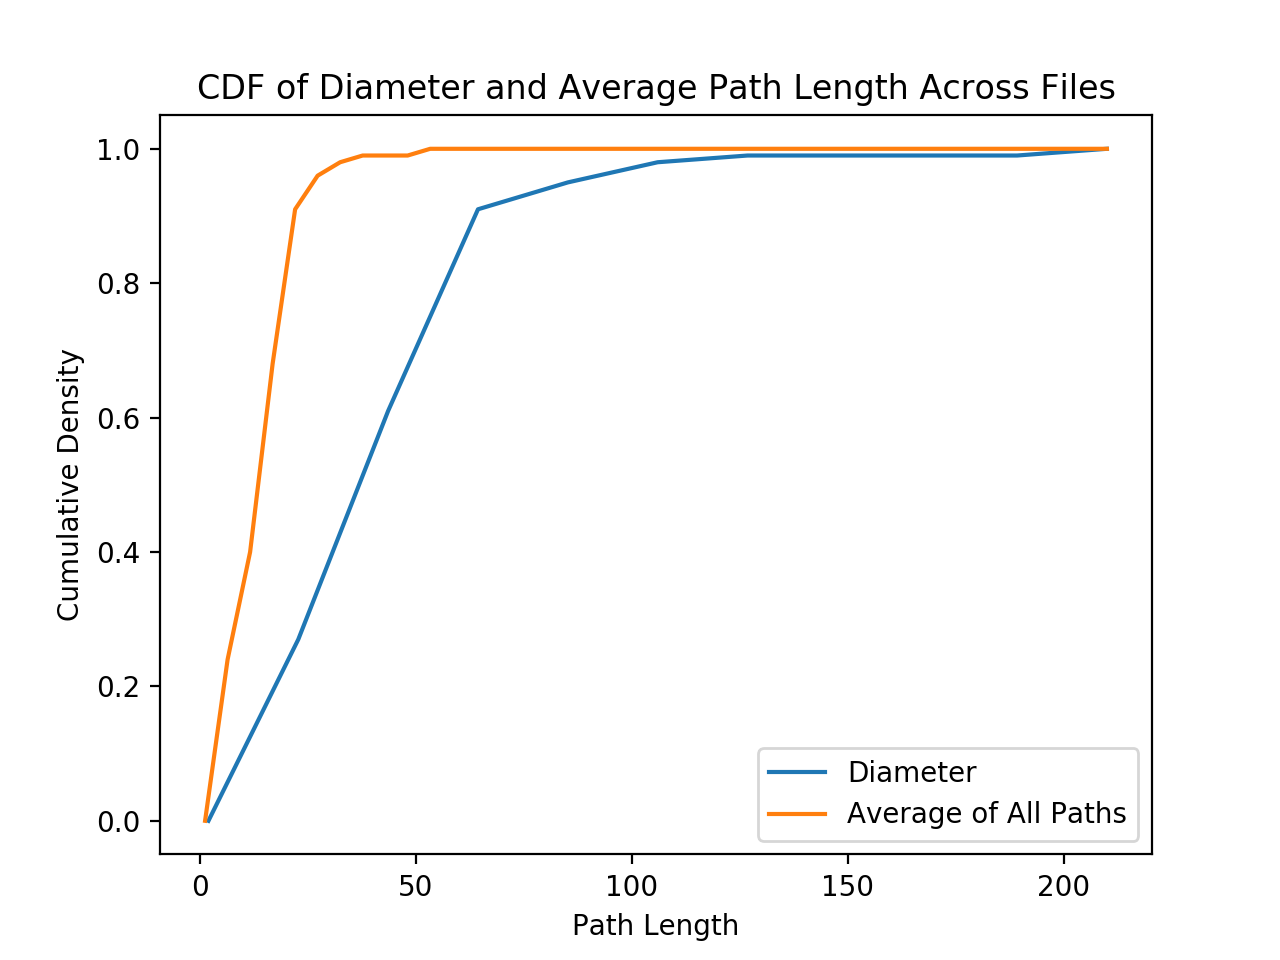 CDF of Diameter and Average Path Length Across Files
1.0
0.8
0.6
0.4
0.2
0.0
Cumulative Density
0
50
100
150
200
Path Length
Diameter
Average of All Paths